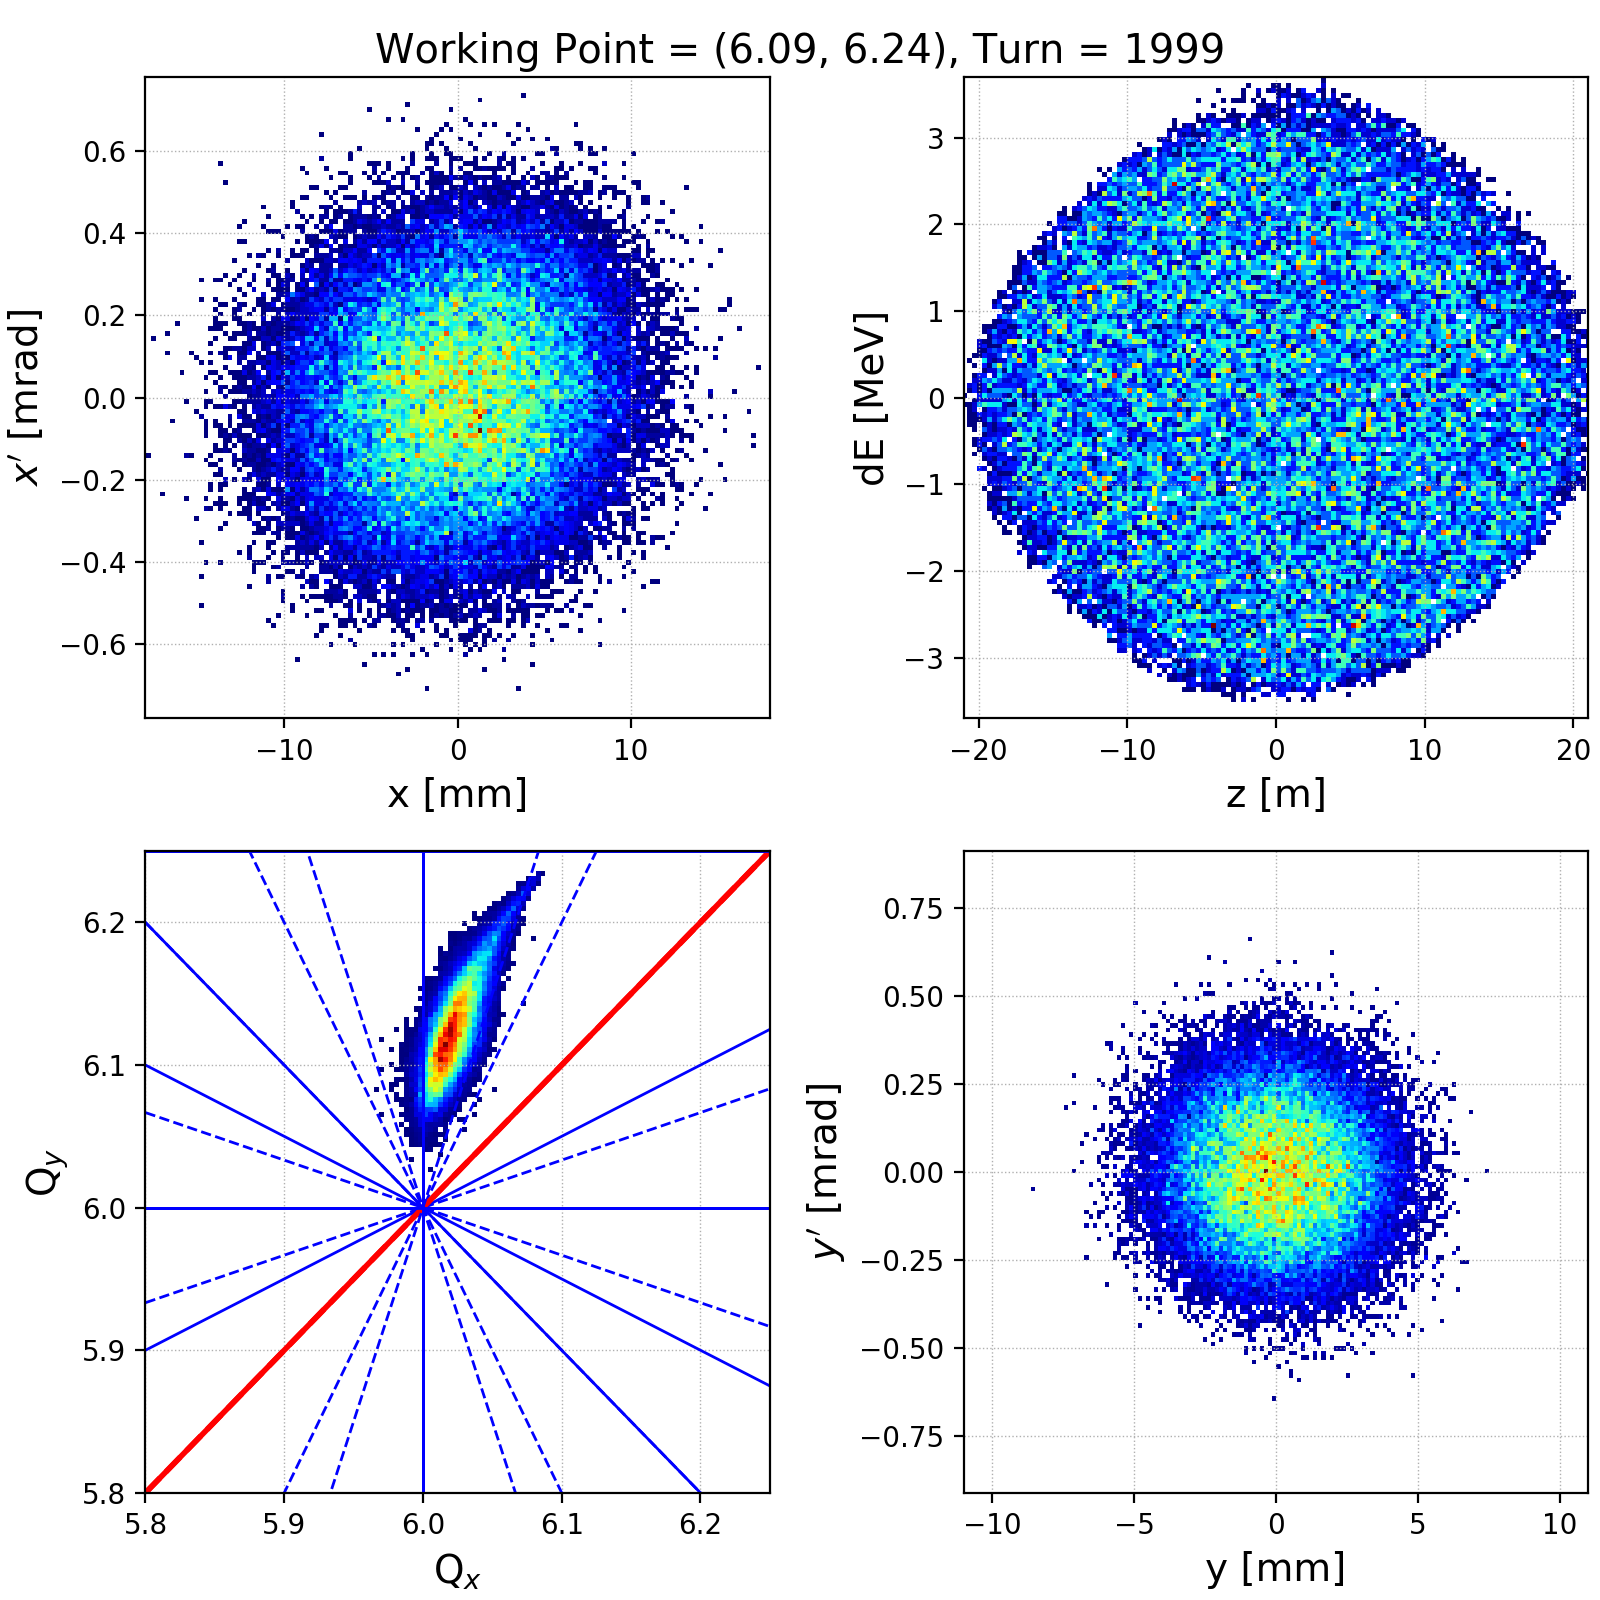 Working Point = (6.09, 6.24), Turn = 1999
0.6
0.4
0.2
0.0
−0.2
−0.4
−0.6
x′ [mrad]
−10 0 10
x [mm]
3
2
1
0
−1
−2
−3
dE [MeV]
−20 −10 0 10 20
z [m]
6.2
6.1
6.0
5.9
5.8
Qy
5.8 5.9 6.0 6.1 6.2
Qx
0.75
0.50
0.25
0.00
−0.25
−0.50
−0.75
y′ [mrad]
−10 −5 0 5 10
y [mm]